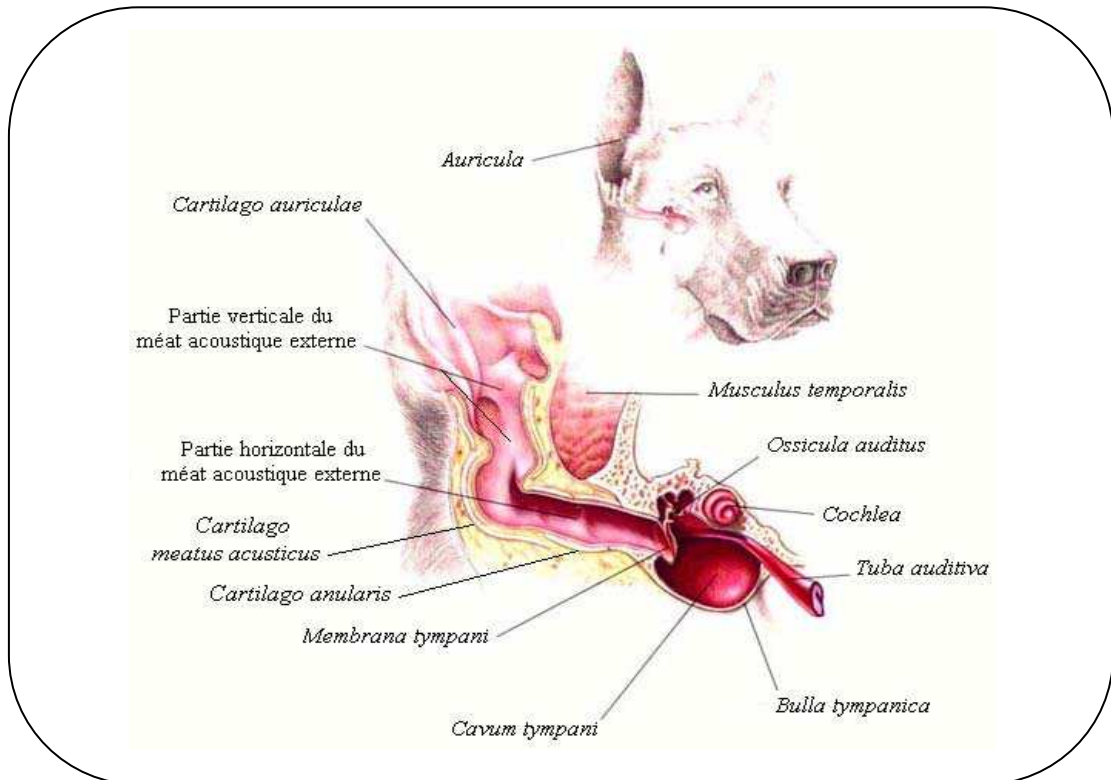 Auricula
Cartilago auriculae
Partie verticale du
méat acoustique externe
Musculus temporalis
Ossicula auditus
Partie horizontale du
méat acoustique externe
Cochlea
Cartilago
meatus acusticus
Tuba auditiva
Cartilago anularis
Membrana tympani
Bulla tympanica
Cavum tympani